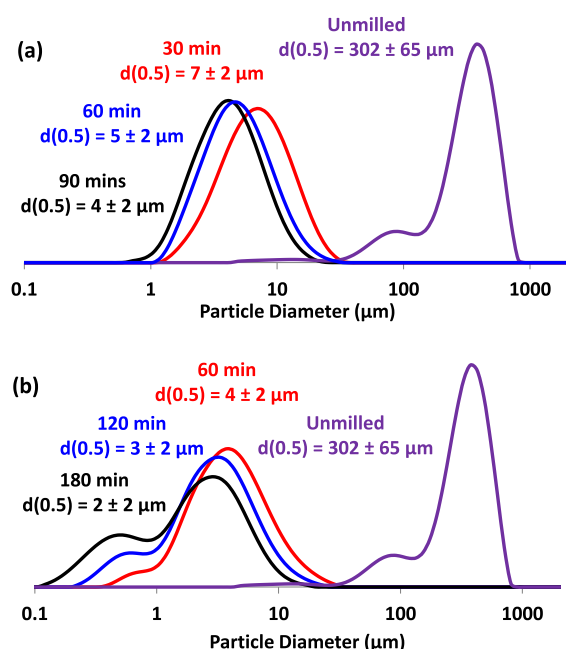 (a)
Unmilled
d(0.5) = 302 ± 65 µm
30 min
d(0.5) = 7 ± 2 µm
60 min
d(0.5) = 5 ± 2 µm
90 mins
d(0.5) = 4 ± 2 µm
0.1 1 10 100 1000
Particle Diameter (µm)
(b)
60 min
d(0.5) = 4 ± 2 µm
120 min
d(0.5) = 3 ± 2 µm
Unmilled
d(0.5) = 302 ± 65 µm
180 min
d(0.5) = 2 ± 2 µm
0.1 1 10 100 1000
Particle Diameter (µm)